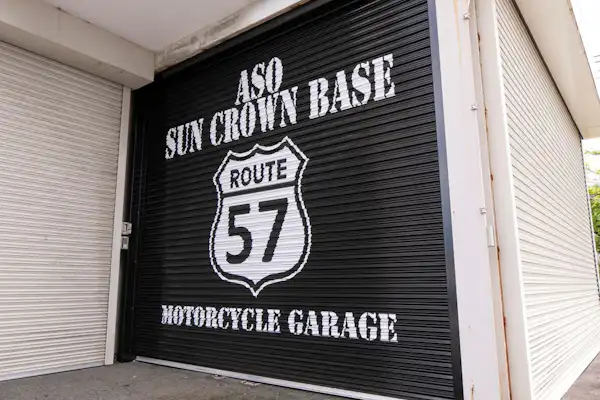 ASO
SUN CROWN BASE
ROUTE
57
MOTORCYCLE GARAGE